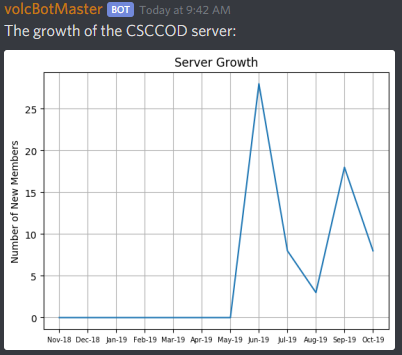 volcBotMaster BOT Today at 9:42 AM
The growth of the CSCCOD server:
Server Growth
Number of New Members
25
20
15
10
5
0
Nov-18 Dec-18 Jan-19 Feb-19 Mar-19 Apr-19 May-19 Jun-19 Jul-19 Aug-19 Sep-19 Oct-19